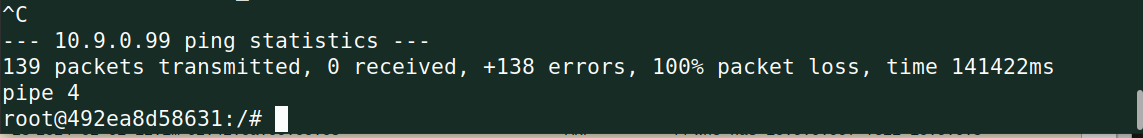 ^C
--- 10.9.0.99 ping statistics ---
139 packets transmitted, 0 received, +138 errors, 100% packet loss, time 141422ms
pipe 4
root@492ea8d58631:/#